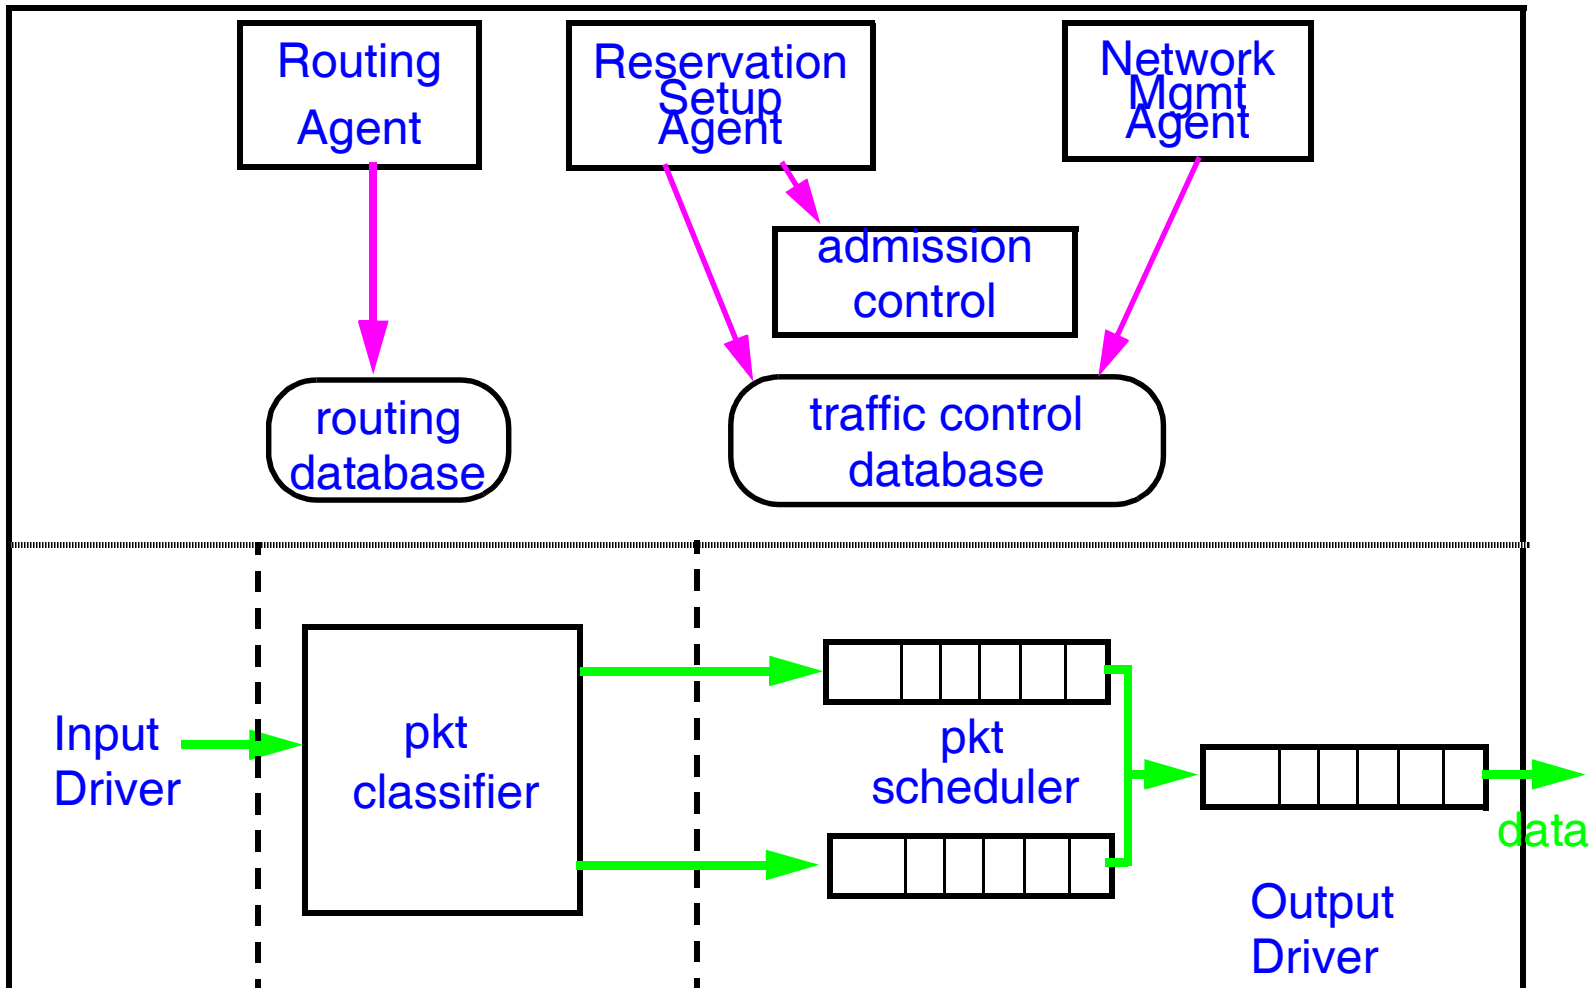 Routing
Agent
Reservation
Setup
Agent
Network
Mgmt
Agent
admission
control
routing
database
traffic control
database
Input
Driver
pkt
classifier
pkt
scheduler
data
Output
Driver